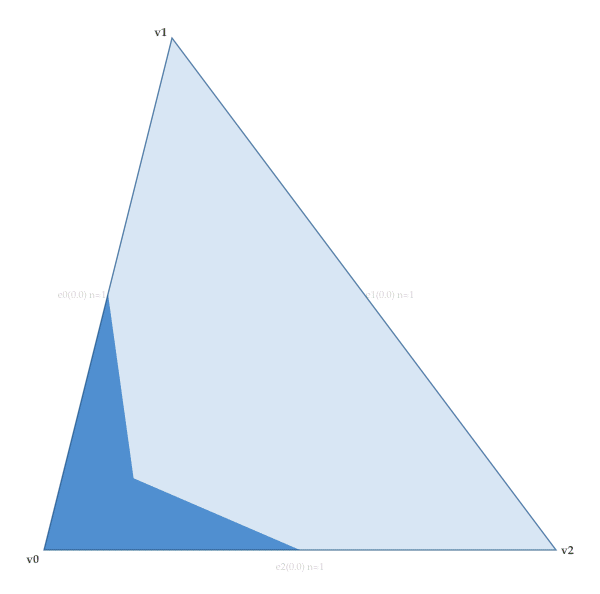 v1
e0(0.0) n=1
e1(0.0) n=1
v0
v2
e2(0.0) n=1